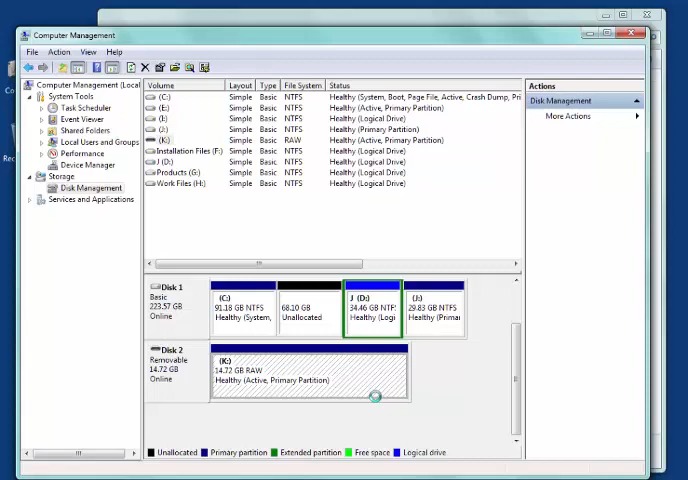 Computer Management
File Action View Help
Computer Management (Local
System Tools
Task Scheduler
Event Viewer
Shared Folders
Local Users and Groups
Performance
Device Manager
Storage
Disk Management
Services and Applications
Volume Layout Type File System Status
(C:) Simple Basic NTFS Healthy (System, Boot, Page File, Active, Crash Dump, Pri
(E:) Simple Basic NTFS Healthy (Active, Primary Partition)
(I:) Simple Basic NTFS Healthy (Logical Drive)
(J:) Simple Basic NTFS Healthy (Primary Partition)
(K:) Simple Basic RAW Healthy (Active, Primary Partition)
Installation Files (F:) Simple Basic NTFS Healthy (Logical Drive)
J (D:) Simple Basic NTFS Healthy (Logical Drive)
Products (G:) Simple Basic NTFS Healthy (Logical Drive)
Work Files (H:) Simple Basic NTFS Healthy (Logical Drive)
Actions
Disk Management
More Actions
Disk 1
Basic
223.57 GB
Online
(C:)
91.18 GB NTFS
Healthy (System,
68.10 GB
Unallocated
J (D:)
34.46 GB NTF
Healthy (Logi
(J:)
29.83 GB NTFS
Healthy (Primar
Disk 2
Removable
14.72 GB
Online
(K:)
14.72 GB RAW
Healthy (Active, Primary Partition)
Unallocated Primary partition Extended partition Free space Logical drive
Co
Rec